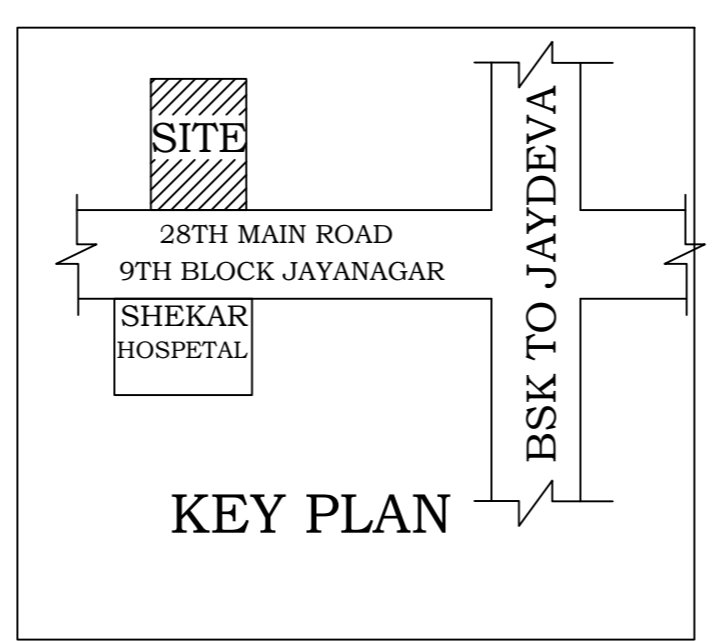 SITE
28TH MAIN ROAD
9TH BLOCK JAYANAGAR
SHEKAR
HOSPETAL
BSK TO JAYDEVA
KEY PLAN